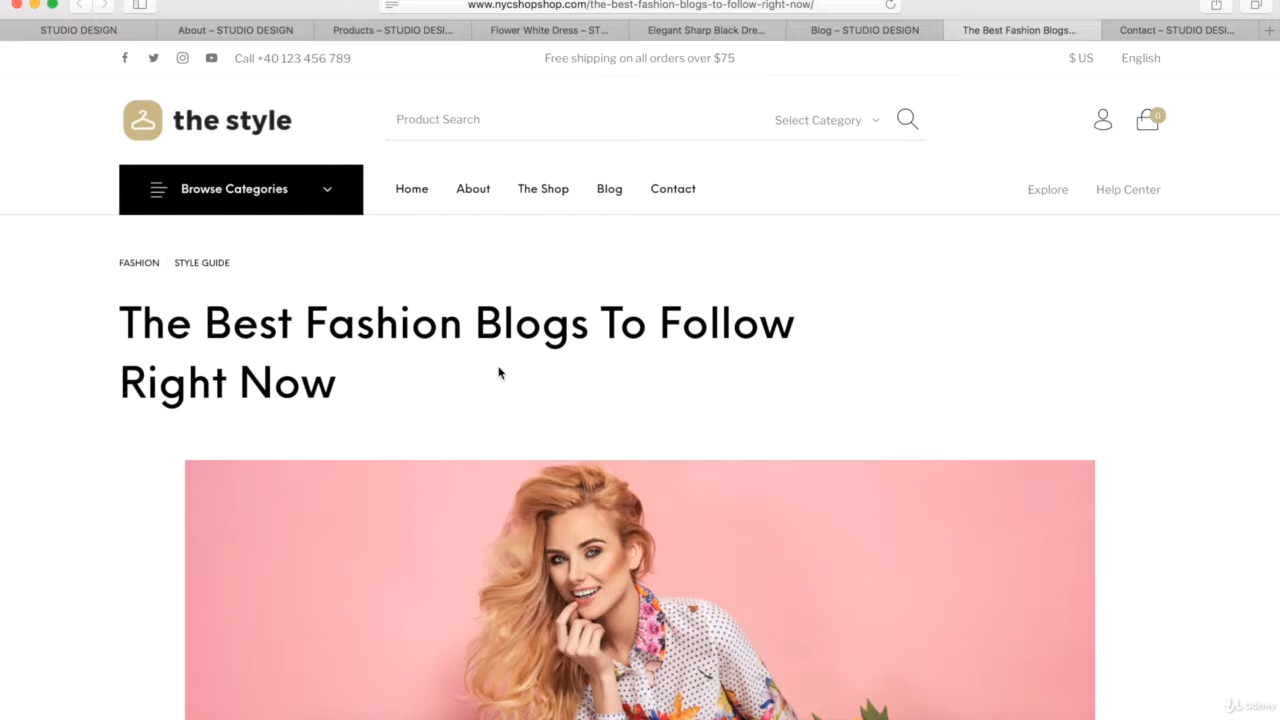 www.nycshopshop.com/the-best-fashion-blogs-to-follow-right-now/
STUDIO DESIGN
About – STUDIO DESIGN
Products – STUDIO DESI...
Flower White Dress – ST...
Elegant Sharp Black Dre...
Blog – STUDIO DESIGN
The Best Fashion Blogs...
Contact – STUDIO DESI...
Call +40 123 456 789
Free shipping on all orders over $75
$ US
English
the style
Product Search
Select Category
0
Browse Categories
Home
About
The Shop
Blog
Contact
Explore
Help Center
FASHION
STYLE GUIDE
The Best Fashion Blogs To Follow
Right Now
Udemy